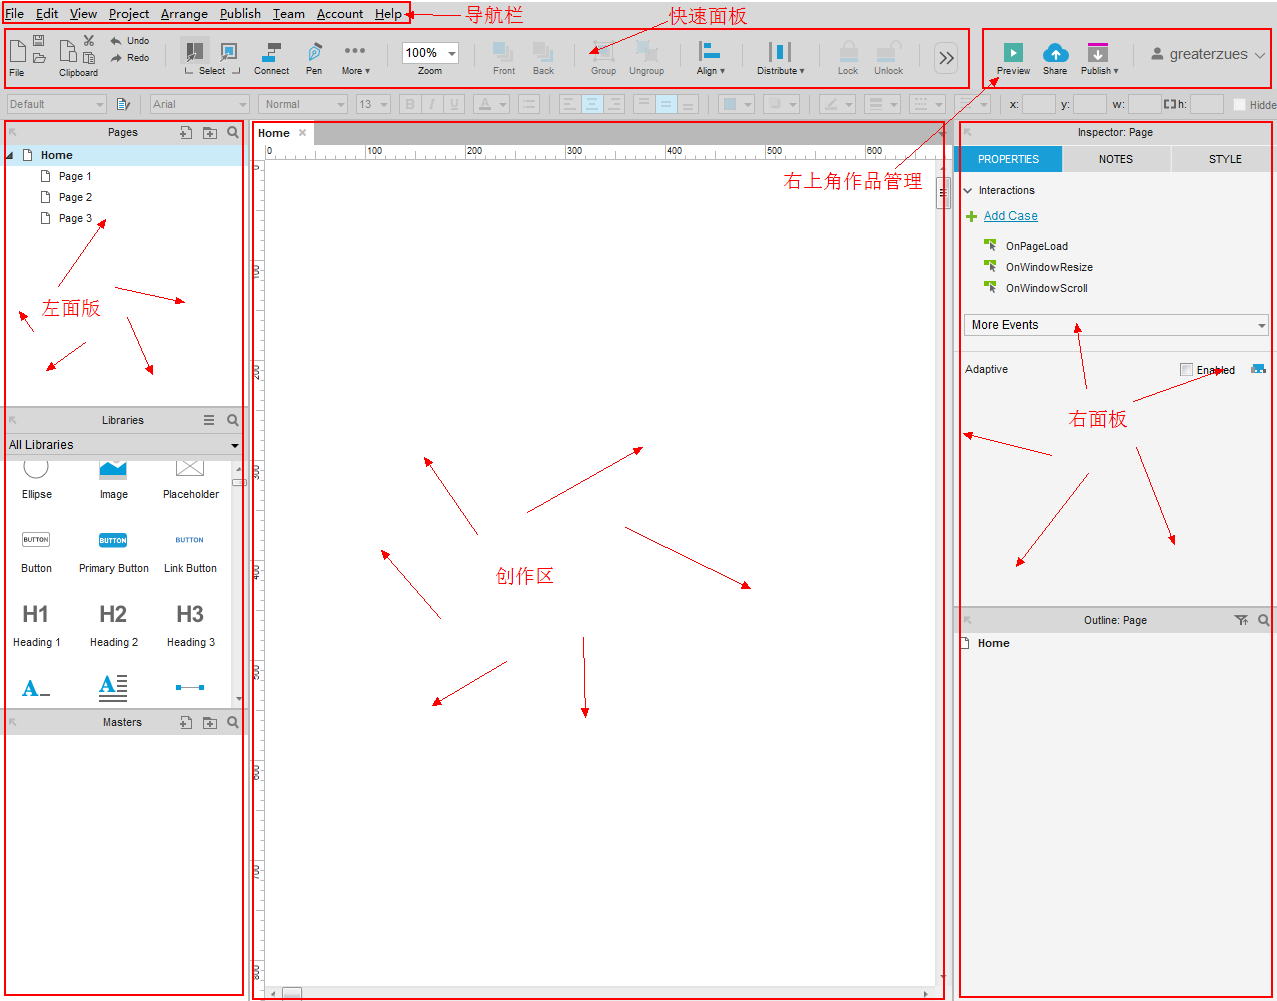 File Edit View Project Arrange Publish Team Account Help 导航栏 快速面板
Undo
Redo
File Clipboard Select Connect Pen More ▾ 100% Zoom Front Back Group Ungroup Align ▾ Distribute ▾ Lock Unlock Preview Share Publish ▾ greaterzues
Default Arial Normal 13 B I U A x: y: w: h: Hidde
Pages
Home
Page 1
Page 2
Page 3
左面版
Libraries
All Libraries
Ellipse Image Placeholder
BUTTON BUTTON BUTTON
Button Primary Button Link Button
H1 H2 H3
Heading 1 Heading 2 Heading 3
A A
Masters
Home
0 100 200 300 400 500 600
0
100
200
300
400
500
600
700
800
右上角作品管理
创作区
Inspector: Page
PROPERTIES NOTES STYLE
Interactions
Add Case
OnPageLoad
OnWindowResize
OnWindowScroll
More Events
Adaptive Enabled
右面板
Outline: Page
Home